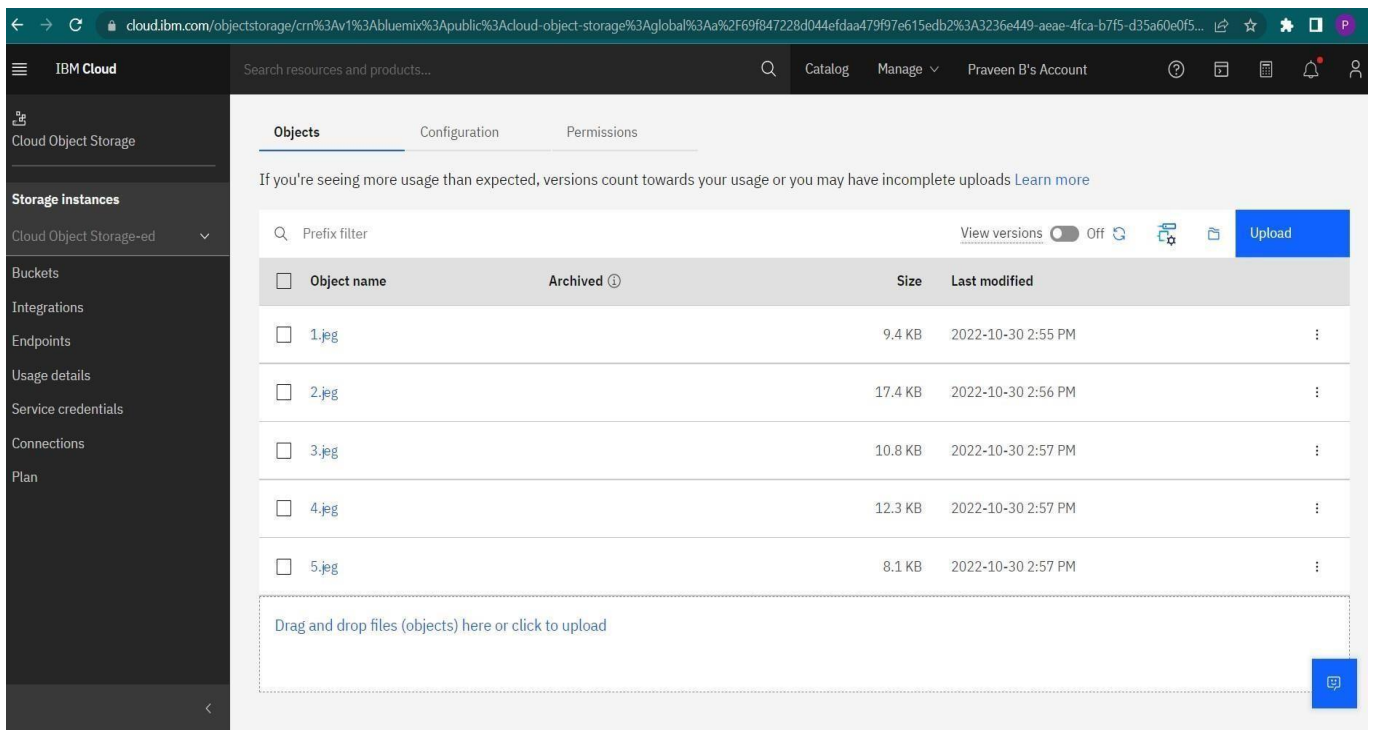 cloud.ibm.com/objectstorage/crn%3Av1%3Abluemix%3Apublic%3Acloud-object-storage%3Aglobal%3Aa%2F69f847228d044efdaa479f97e615edb2%3A3236e449-aeae-4fca-b7f5-d35a60e0f5... P
IBM Cloud Search resources and products... Catalog Manage Praveen B's Account
Cloud Object Storage
Storage instances
Cloud Object Storage-ed
Buckets
Integrations
Endpoints
Usage details
Service credentials
Connections
Plan
Objects Configuration Permissions
If you're seeing more usage than expected, versions count towards your usage or you may have incomplete uploads Learn more
Prefix filter View versions Off Upload
Object name Archived Size Last modified
1.jeg 9.4 KB 2022-10-30 2:55 PM
2.jeg 17.4 KB 2022-10-30 2:56 PM
3.jeg 10.8 KB 2022-10-30 2:57 PM
4.jeg 12.3 KB 2022-10-30 2:57 PM
5.jeg 8.1 KB 2022-10-30 2:57 PM
Drag and drop files (objects) here or click to upload